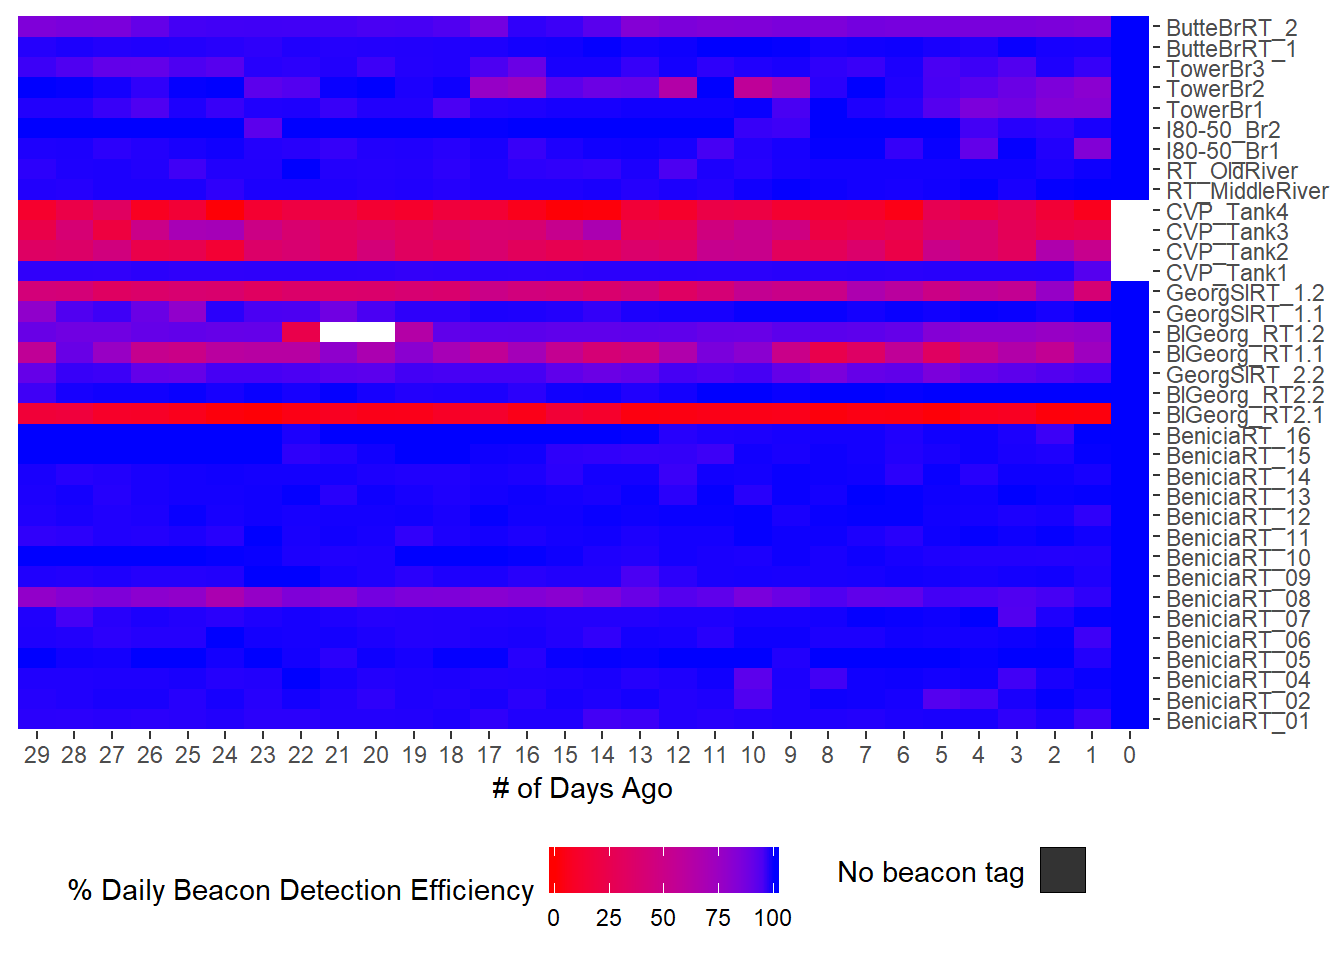 ButteBrRT_2
ButteBrRT_1
TowerBr3
TowerBr2
TowerBr1
I80-50_Br2
I80-50_Br1
RT_OldRiver
RT_MiddleRiver
CVP_Tank4
CVP_Tank3
CVP_Tank2
CVP_Tank1
GeorgSlRT_1.2
GeorgSlRT_1.1
BlGeorg_RT1.2
BlGeorg_RT1.1
GeorgSlRT_2.2
BlGeorg_RT2.2
BlGeorg_RT2.1
BeniciaRT_16
BeniciaRT_15
BeniciaRT_14
BeniciaRT_13
BeniciaRT_12
BeniciaRT_11
BeniciaRT_10
BeniciaRT_09
BeniciaRT_08
BeniciaRT_07
BeniciaRT_06
BeniciaRT_05
BeniciaRT_04
BeniciaRT_02
BeniciaRT_01
29 28 27 26 25 24 23 22 21 20 19 18 17 16 15 14 13 12 11 10 9 8 7 6 5 4 3 2 1 0
# of Days Ago
% Daily Beacon Detection Efficiency
0 25 50 75 100
No beacon tag